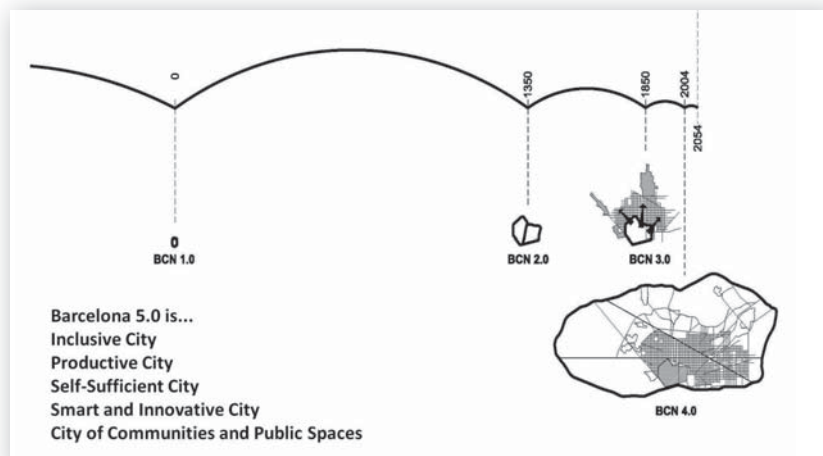 0
1350
1850
2004
2054
BCN 1.0
BCN 2.0
BCN 3.0
Barcelona 5.0 is...
Inclusive City
Productive City
Self-Sufficient City
Smart and Innovative City
City of Communities and Public Spaces
BCN 4.0